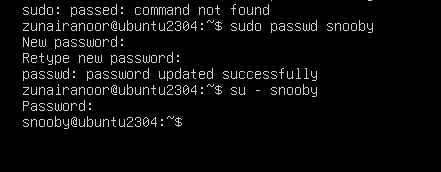 sudo: passed: command not found
zunairanoor@ubuntu2304:~$ sudo passwd snooby
New password:
Retype new password:
passwd: password updated successfully
zunairanoor@ubuntu2304:~$ su - snooby
Password:
snooby@ubuntu2304:~$